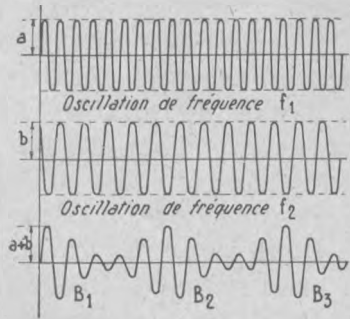 a
Oscillation de fréquence f1
b
Oscillation de fréquence f2
a+b
B1 B2 B3